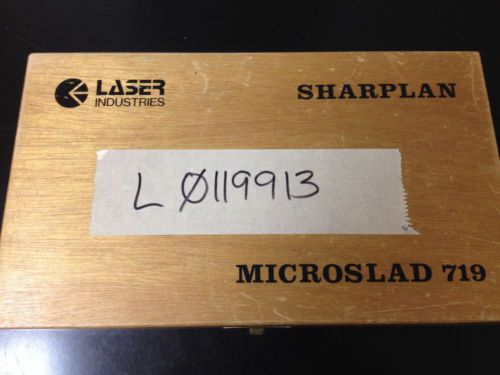 LASER
INDUSTRIES
SHARPLAN
L Ø119913
MICROSLAD 719